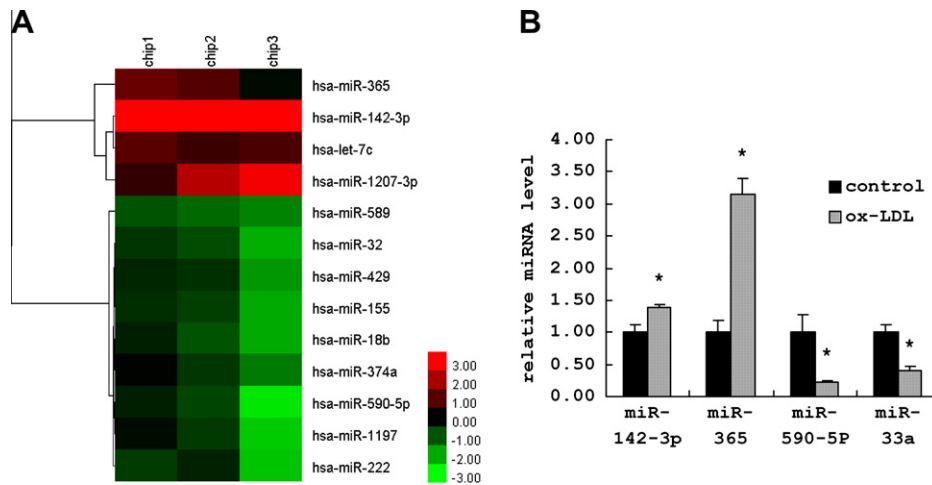 A
chip1
chip2
chip3
hsa-miR-365
hsa-miR-142-3p
hsa-let-7c
hsa-miR-1207-3p
hsa-miR-589
hsa-miR-32
hsa-miR-429
hsa-miR-155
hsa-miR-18b
hsa-miR-374a
hsa-miR-590-5p
hsa-miR-1197
hsa-miR-222
3.00
2.00
1.00
0.00
-1.00
-2.00
-3.00
B
relative miRNA level
4.00
3.50
3.00
2.50
2.00
1.50
1.00
0.50
0.00
*
*
*
*
control
ox-LDL
miR-
142-3p
miR-
365
miR-
590-5P
miR-
33a